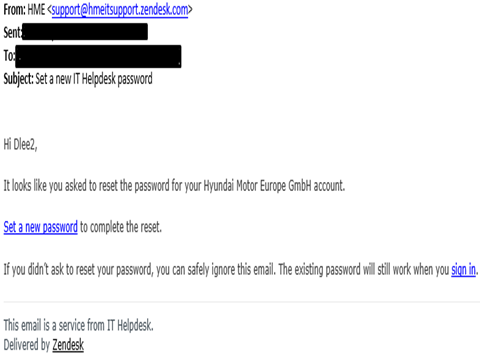 From: HME <support@hmeitsupport.zendesk.com>
Sent:
To:
Subject: Set a new IT Helpdesk password
Hi Dlee2,
It looks like you asked to reset the password for your Hyundai Motor Europe GmbH account.
Set a new password to complete the reset.
If you didn't ask to reset your password, you can safely ignore this email. The existing password will still work when you sign in.
This email is a service from IT Helpdesk.
Delivered by Zendesk